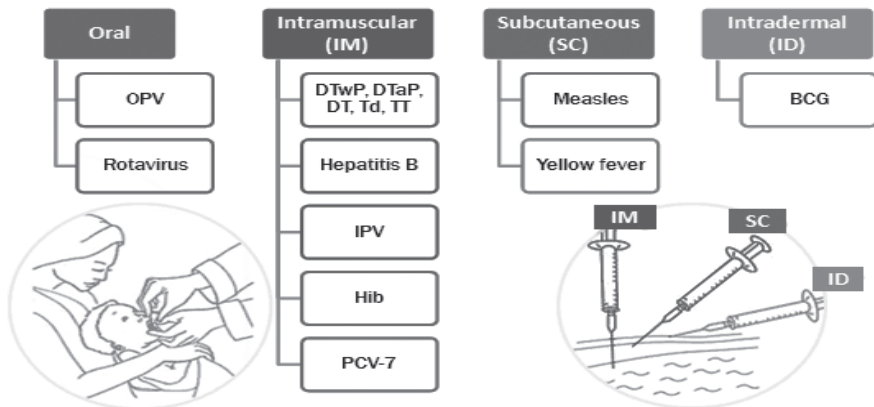 Oral
OPV
Rotavirus
Intramuscular
(IM)
DTwP, DTaP,
DT, Td, TT
Hepatitis B
IPV
Hib
PCV-7
Subcutaneous
(SC)
Measles
Yellow fever
Intradermal
(ID)
BCG
IM
SC
ID